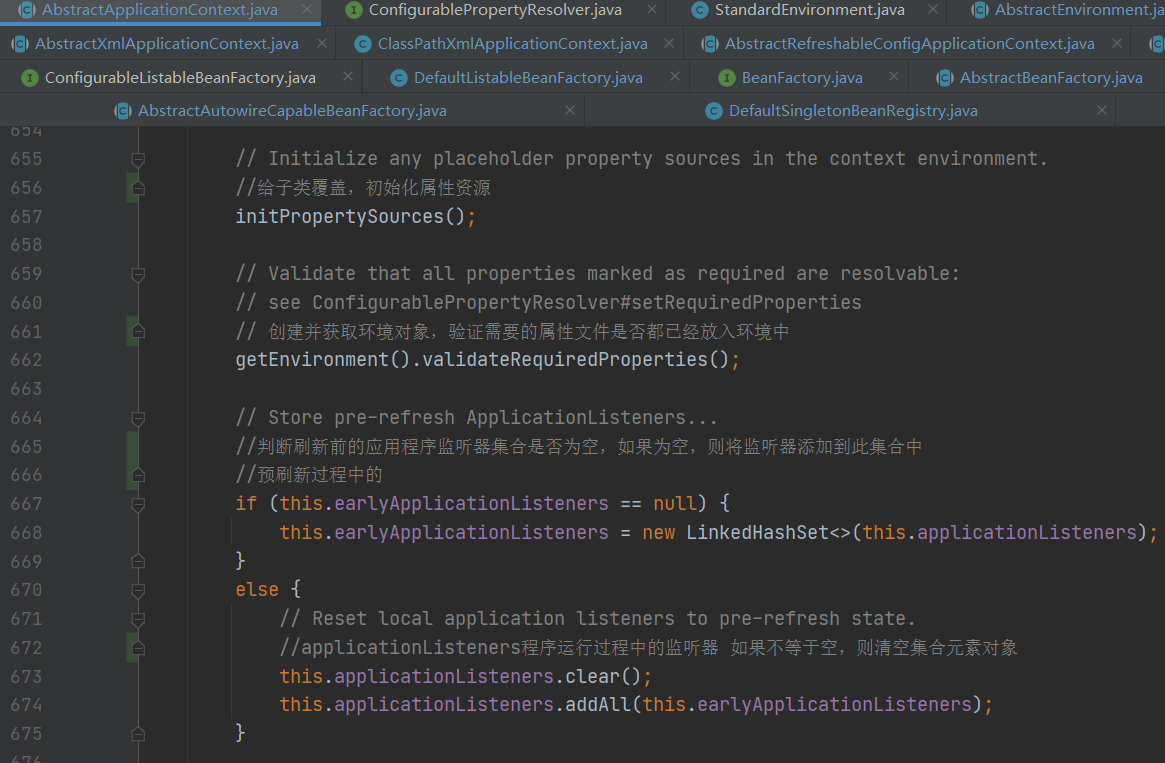 AbstractApplicationContext.java ConfigurablePropertyResolver.java StandardEnvironment.java AbstractEnvironment.ja
AbstractXmlApplicationContext.java ClassPathXmlApplicationContext.java AbstractRefreshableConfigApplicationContext.java
ConfigurableListableBeanFactory.java DefaultListableBeanFactory.java BeanFactory.java AbstractBeanFactory.java
AbstractAutowireCapableBeanFactory.java DefaultSingletonBeanRegistry.java
654
655 // Initialize any placeholder property sources in the context environment.
656 //给子类覆盖，初始化属性资源
657 initPropertySources();
658
659 // Validate that all properties marked as required are resolvable:
660 // see ConfigurablePropertyResolver#setRequiredProperties
661 // 创建并获取环境对象，验证需要的属性文件是否都已经放入环境中
662 getEnvironment().validateRequiredProperties();
663
664 // Store pre-refresh ApplicationListeners...
665 //判断刷新前的应用程序监听器集合是否为空，如果为空，则将监听器添加到此集合中
666 //预刷新过程中的
667 if (this.earlyApplicationListeners == null) {
668 this.earlyApplicationListeners = new LinkedHashSet<>(this.applicationListeners);
669 }
670 else {
671 // Reset local application listeners to pre-refresh state.
672 //applicationListeners程序运行过程中的监听器 如果不等于空，则清空集合元素对象
673 this.applicationListeners.clear();
674 this.applicationListeners.addAll(this.earlyApplicationListeners);
675 }
676